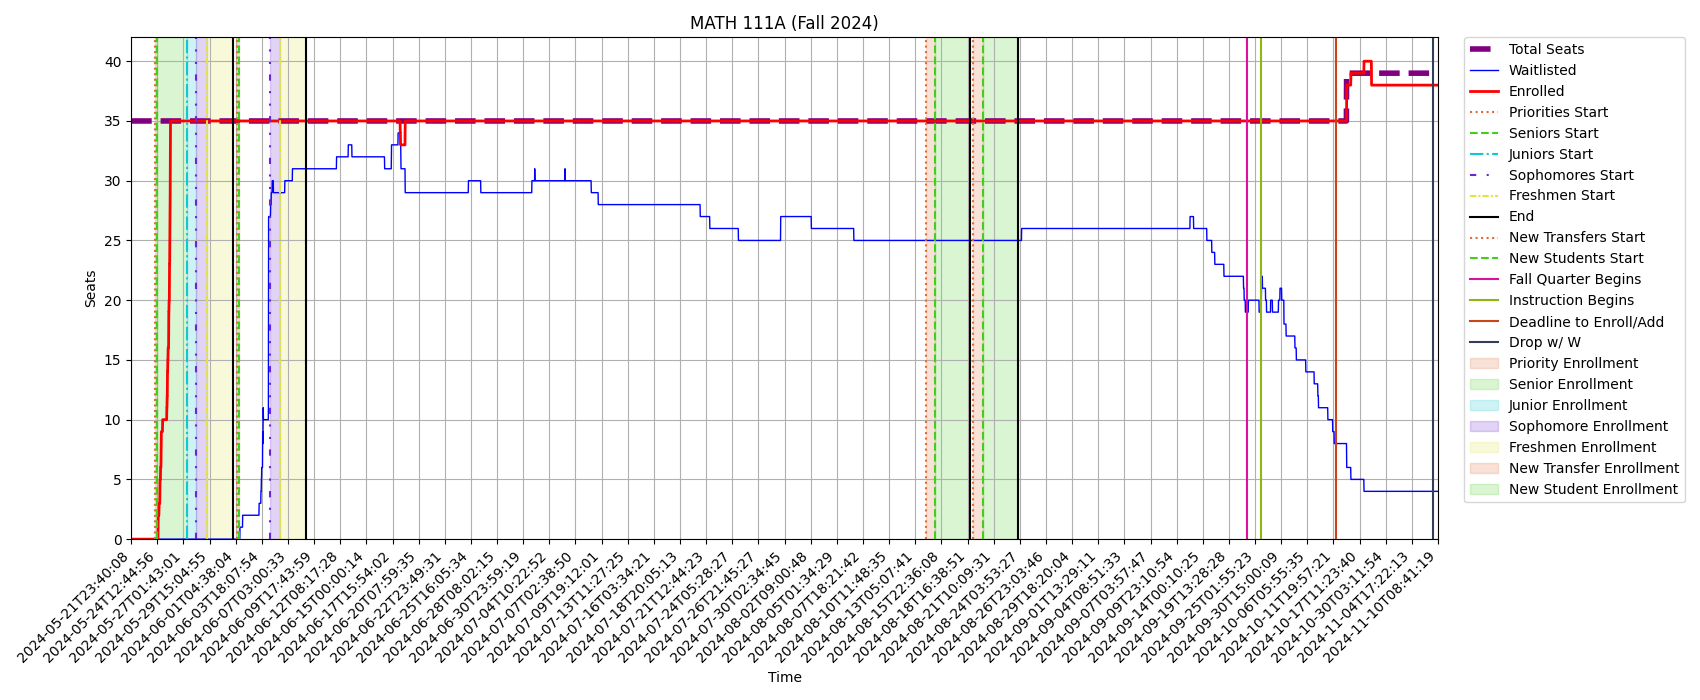 MATH 111A (Fall 2024)
Seats
40
35
30
25
20
15
10
5
0
2024-05-21T23:40:08
2024-05-24T12:44:56
2024-05-27T01:43:01
2024-05-29T15:04:55
2024-06-01T04:38:04
2024-06-03T18:07:54
2024-06-07T03:00:33
2024-06-09T17:43:59
2024-06-12T08:17:28
2024-06-15T00:00:14
2024-06-17T15:54:02
2024-06-20T07:59:35
2024-06-22T23:49:31
2024-06-25T16:05:34
2024-06-28T08:02:15
2024-06-30T23:59:19
2024-07-04T10:22:52
2024-07-07T02:38:50
2024-07-09T19:12:01
2024-07-13T11:27:25
2024-07-16T03:34:21
2024-07-18T20:05:13
2024-07-21T12:44:23
2024-07-24T05:28:27
2024-07-26T21:45:27
2024-07-30T02:34:45
2024-08-02T09:00:48
2024-08-05T01:34:29
2024-08-07T18:21:42
2024-08-10T11:48:35
2024-08-13T05:07:41
2024-08-15T22:36:08
2024-08-18T16:38:51
2024-08-21T10:09:31
2024-08-24T03:53:27
2024-08-26T23:03:46
2024-08-29T18:20:04
2024-09-01T13:29:11
2024-09-04T08:51:33
2024-09-07T03:57:47
2024-09-09T23:10:54
2024-09-14T00:10:25
2024-09-19T13:28:28
2024-09-25T01:55:23
2024-09-30T15:00:09
2024-10-06T05:55:35
2024-10-11T19:57:21
2024-10-17T11:23:40
2024-10-30T03:11:54
2024-11-04T17:22:13
2024-11-10T08:41:19
Time
Total Seats
Waitlisted
Enrolled
Priorities Start
Seniors Start
Juniors Start
Sophomores Start
Freshmen Start
End
New Transfers Start
New Students Start
Fall Quarter Begins
Instruction Begins
Deadline to Enroll/Add
Drop w/ W
Priority Enrollment
Senior Enrollment
Junior Enrollment
Sophomore Enrollment
Freshmen Enrollment
New Transfer Enrollment
New Student Enrollment